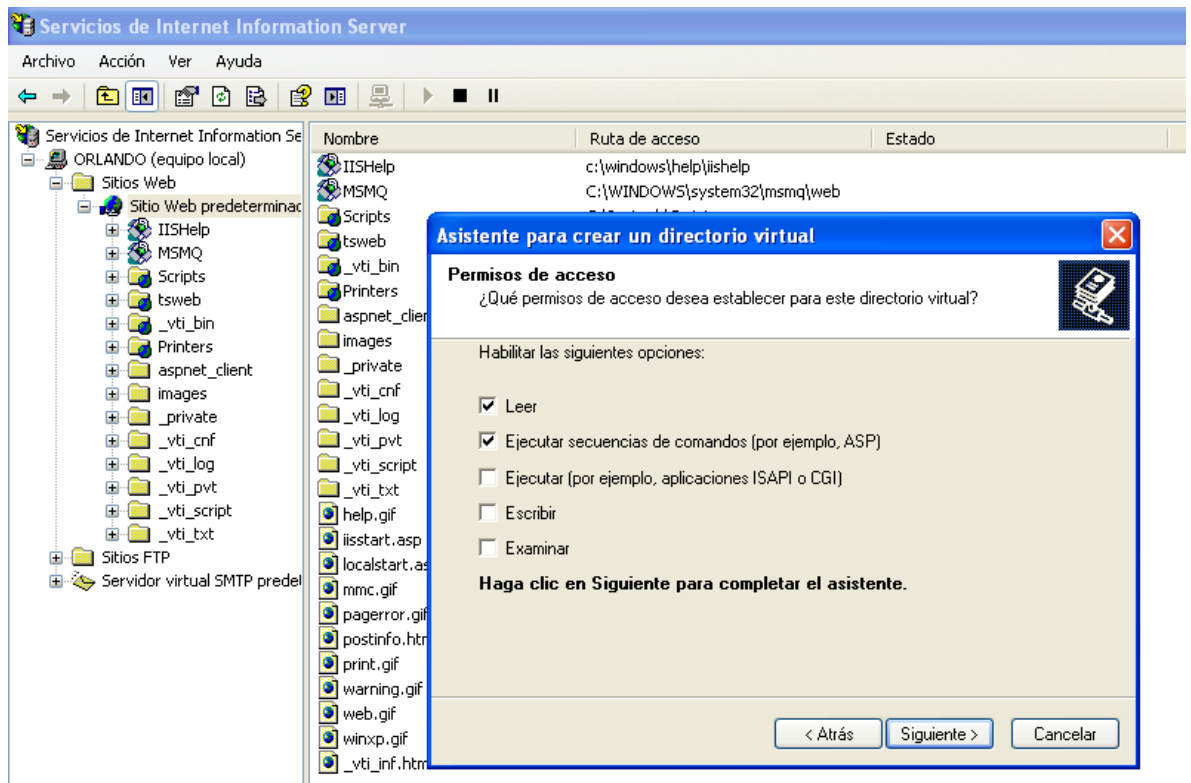 Servicios de Internet Information Server
Archivo Acción Ver Ayuda
Servicios de Internet Information Se
ORLANDO (equipo local)
Sitios Web
Sitio Web predeterminac
IISHelp
MSMQ
Scripts
tsweb
_vti_bin
Printers
aspnet_client
images
_private
_vti_cnf
_vti_log
_vti_pvt
_vti_script
_vti_txt
Sitios FTP
Servidor virtual SMTP predel
Nombre Ruta de acceso Estado
IISHelp c:\windows\help\iishelp
MSMQ C:\WINDOWS\system32\msmq\web
Scripts
tsweb
_vti_bin
Printers
aspnet_clier
images
_private
_vti_cnf
_vti_log
_vti_pvt
_vti_script
_vti_txt
help.gif
iisstart.asp
localstart.as
mmc.gif
pagerror.gif
postinfo.htr
print.gif
warning.gif
web.gif
winxp.gif
_vti_inf.htm
Asistente para crear un directorio virtual
Permisos de acceso
¿Qué permisos de acceso desea establecer para este directorio virtual?
Habilitar las siguientes opciones:
Leer
Ejecutar secuencias de comandos (por ejemplo, ASP)
Ejecutar (por ejemplo, aplicaciones ISAPI o CGI)
Escribir
Examinar
Haga clic en Siguiente para completar el asistente.
< Atrás Siguiente > Cancelar